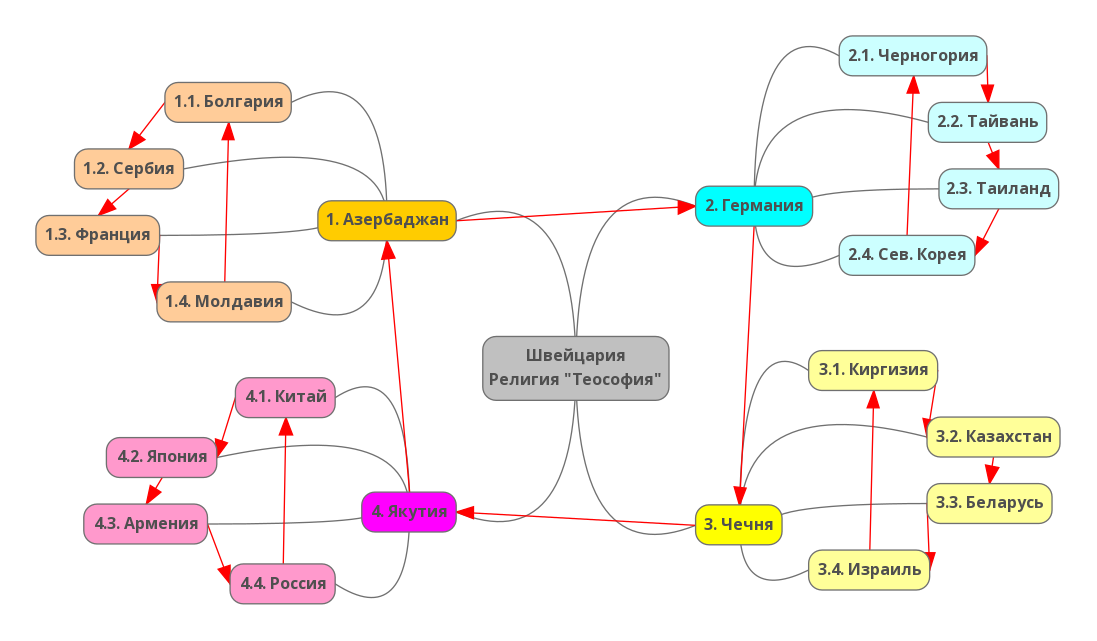 Швейцария
Религия "Теософия"
1. Азербаджан
1.1. Болгария
1.2. Сербия
1.3. Франция
1.4. Молдавия
2. Германия
2.1. Черногория
2.2. Тайвань
2.3. Таиланд
2.4. Сев. Корея
3. Чечня
3.1. Киргизия
3.2. Казахстан
3.3. Беларусь
3.4. Израиль
4. Якутия
4.1. Китай
4.2. Япония
4.3. Армения
4.4. Россия